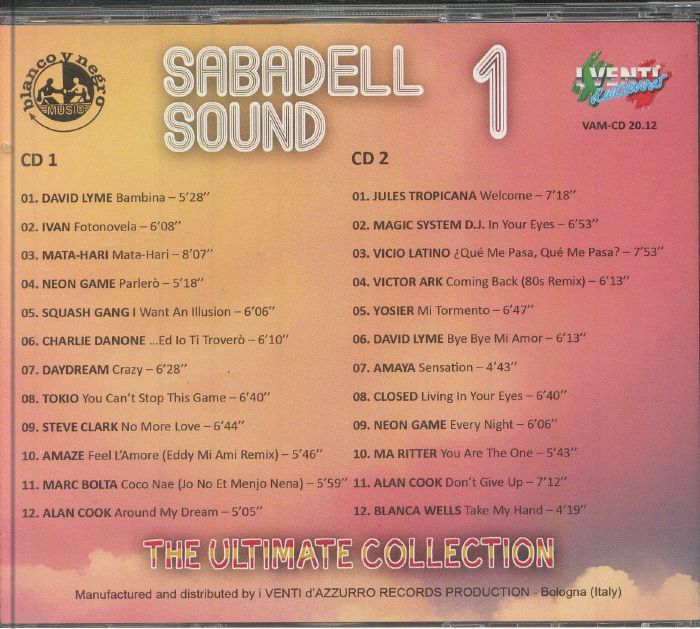 blanco y negro
MUSIC
SABADELL
SOUND
1
I VENTI
d'azzurro
VAM-CD 20.12
CD 1
01. DAVID LYME Bambina – 5'28''
02. IVAN Fotonovela – 6'08''
03. MATA-HARI Mata-Hari – 8'07''
04. NEON GAME Parlerò – 5'18''
05. SQUASH GANG I Want An Illusion – 6'06''
06. CHARLIE DANONE ...Ed Io Ti Troverò – 6'10''
07. DAYDREAM Crazy – 6'28''
08. TOKIO You Can't Stop This Game – 6'40''
09. STEVE CLARK No More Love – 6'44''
10. AMAZE Feel L'Amore (Eddy Mi Ami Remix) – 5'46''
11. MARC BOLTA Coco Nae (Jo No Et Menjo Nena) – 5'59''
12. ALAN COOK Around My Dream – 5'05''
CD 2
01. JULES TROPICANA Welcome – 7'18''
02. MAGIC SYSTEM D.J. In Your Eyes – 6'53''
03. VICIO LATINO ¿Qué Me Pasa, Qué Me Pasa? – 7'53''
04. VICTOR ARK Coming Back (80s Remix) – 6'13''
05. YOSIER Mi Tormento – 6'47''
06. DAVID LYME Bye Bye Mi Amor – 6'13''
07. AMAYA Sensation – 4'43''
08. CLOSED Living In Your Eyes – 6'40''
09. NEON GAME Every Night – 6'06''
10. MA RITTER You Are The One – 5'43''
11. ALAN COOK Don't Give Up – 7'12''
12. BLANCA WELLS Take My Hand – 4'19''
THE ULTIMATE COLLECTION
Manufactured and distributed by i VENTI d'AZZURRO RECORDS PRODUCTION - Bologna (Italy)